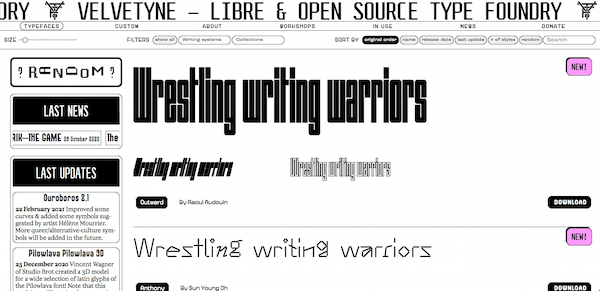 DRY VELVETYNE — LIBRE & OPEN SOURCE TYPE FOUNDRY
TYPEFACES CUSTOM ABOUT WORKSHOPS IN USE NEWS DONATE
SIZE FILTERS show all Writing systems Collections SORT BY original order name release date last update # of styles random Search
? RANDOM ?
NEW!
Wrestling writing warriors
LAST NEWS
RIK—THE GAME 23 October 2020 The
Wrestling writing warriors Wrestling writing warriors
LAST UPDATES
Ouroboros 2.1
22 February 2021 Improved some
curves & added some symbols sug-
gested by artist Hélène Mourrier.
More queer/alternative-culture sym-
bols will be added in the future.
Outward By Raoul Audouin DOWNLOAD
NEW!
Wrestling writing warriors
Pilowlava Pilowlava 3D
23 December 2020 Vincent Wagner
of Studio Brot created a 3D model
for a wide selection of latin glyphs of
the Pilowlava font! Note that this
Anthony By Sun Young Oh DOWNLOAD